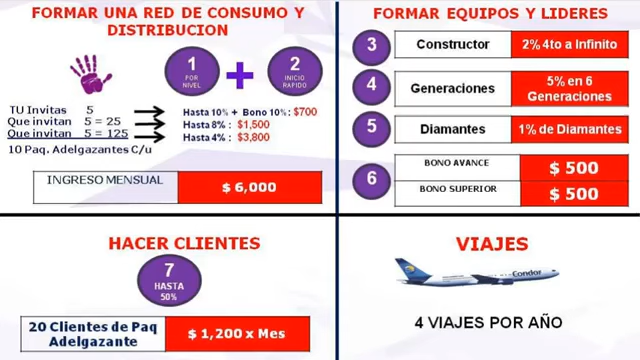 FORMAR UNA RED DE CONSUMO Y
DISTRIBUCION
1
POR
NIVEL
+
2
INICIO
RAPIDO
TU Invitas 5
Que invitan 5 = 25
Que invitan 5 = 125
10 Paq. Adelgazantes C/u
Hasta 10% + Bono 10%: $700
Hasta 8% : $1,500
Hasta 4% : $3,800
INGRESO MENSUAL
$ 6,000
FORMAR EQUIPOS Y LIDERES
3
Constructor
2% 4to a Infinito
4
Generaciones
5% en 6
Generaciones
5
Diamantes
1% de Diamantes
6
BONO AVANCE
$ 500
BONO SUPERIOR
$ 500
HACER CLIENTES
7
HASTA
50%
20 Clientes de Paq
Adelgazante
$ 1,200 x Mes
VIAJES
Condor
4 VIAJES POR AÑO